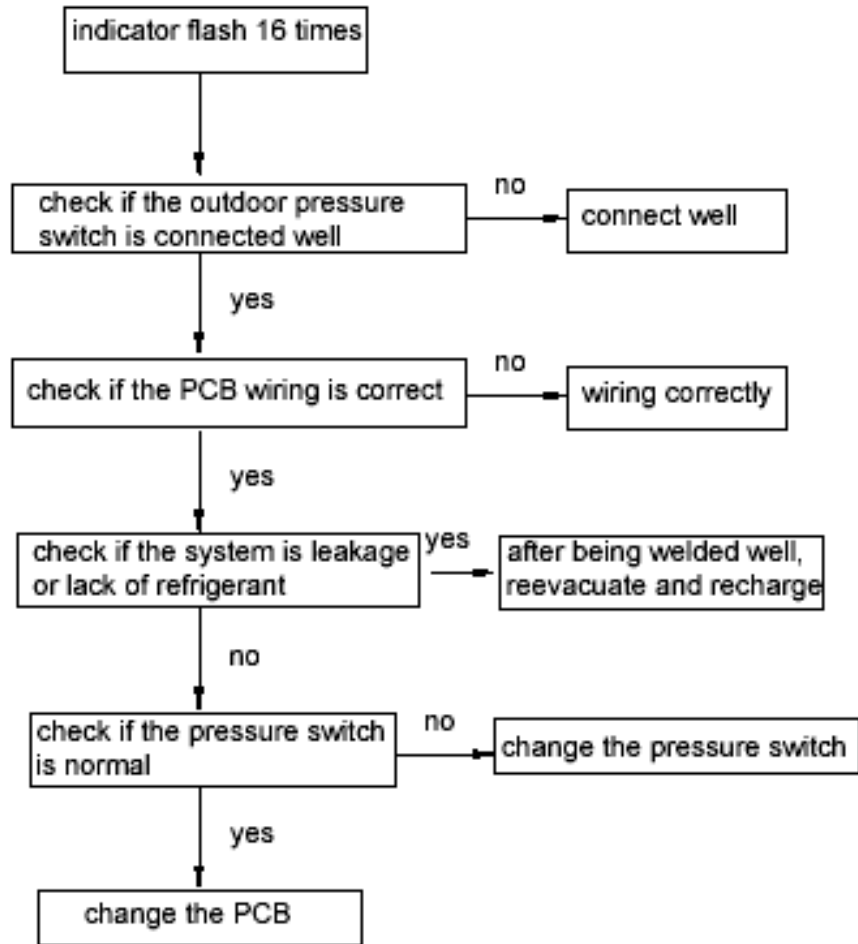 indicator flash 16 times
check if the outdoor pressure
switch is connected well
no
connect well
yes
check if the PCB wiring is correct
no
wiring correctly
yes
check if the system is leakage
or lack of refrigerant
yes
after being welded well,
reevacuate and recharge
no
check if the pressure switch
is normal
no
change the pressure switch
yes
change the PCB